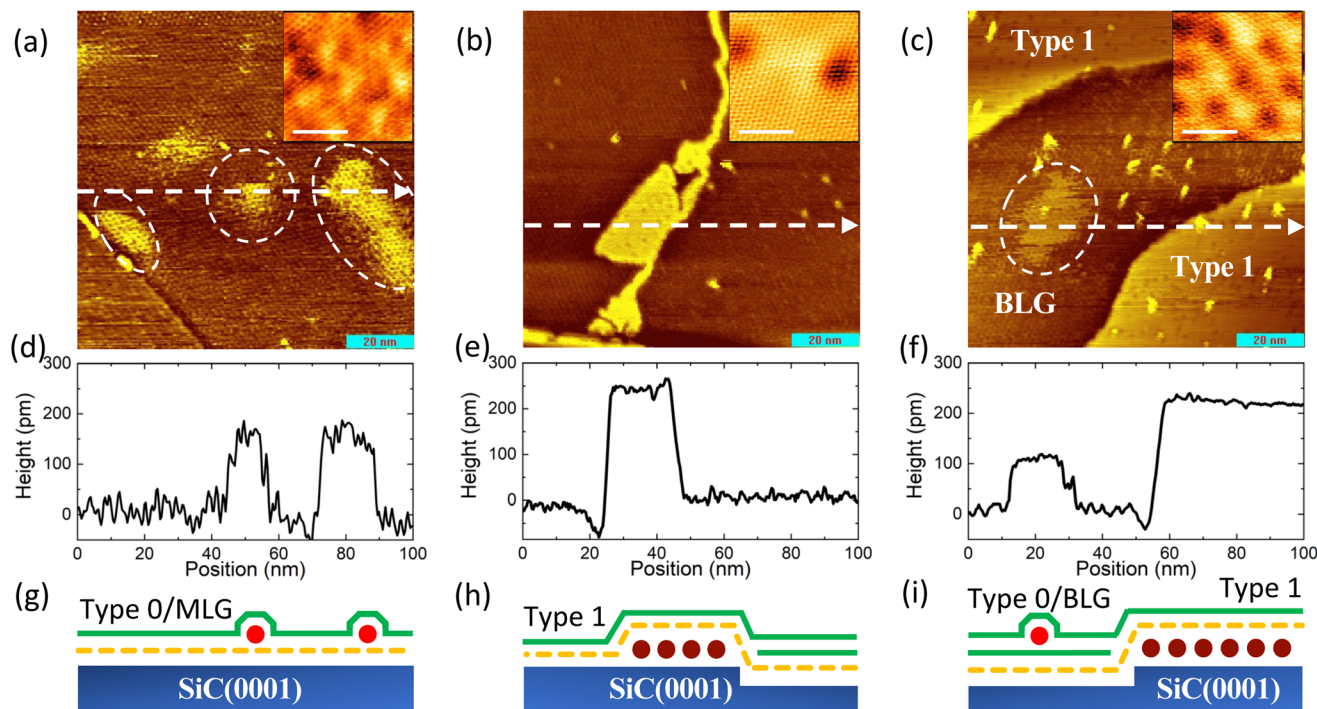 (a)
20 nm
(b)
20 nm
(c)
Type 1
Type 1
BLG
20 nm
(d)
300
200
100
0
Height (pm)
0
20
40
60
80
100
Position (nm)
(e)
300
200
100
0
Height (pm)
0
20
40
60
80
100
Position (nm)
(f)
300
200
100
0
Height (pm)
0
20
40
60
80
100
Position (nm)
(g)
Type 0/MLG
SiC(0001)
(h)
Type 1
SiC(0001)
(i)
Type 0/BLG
Type 1
SiC(0001)